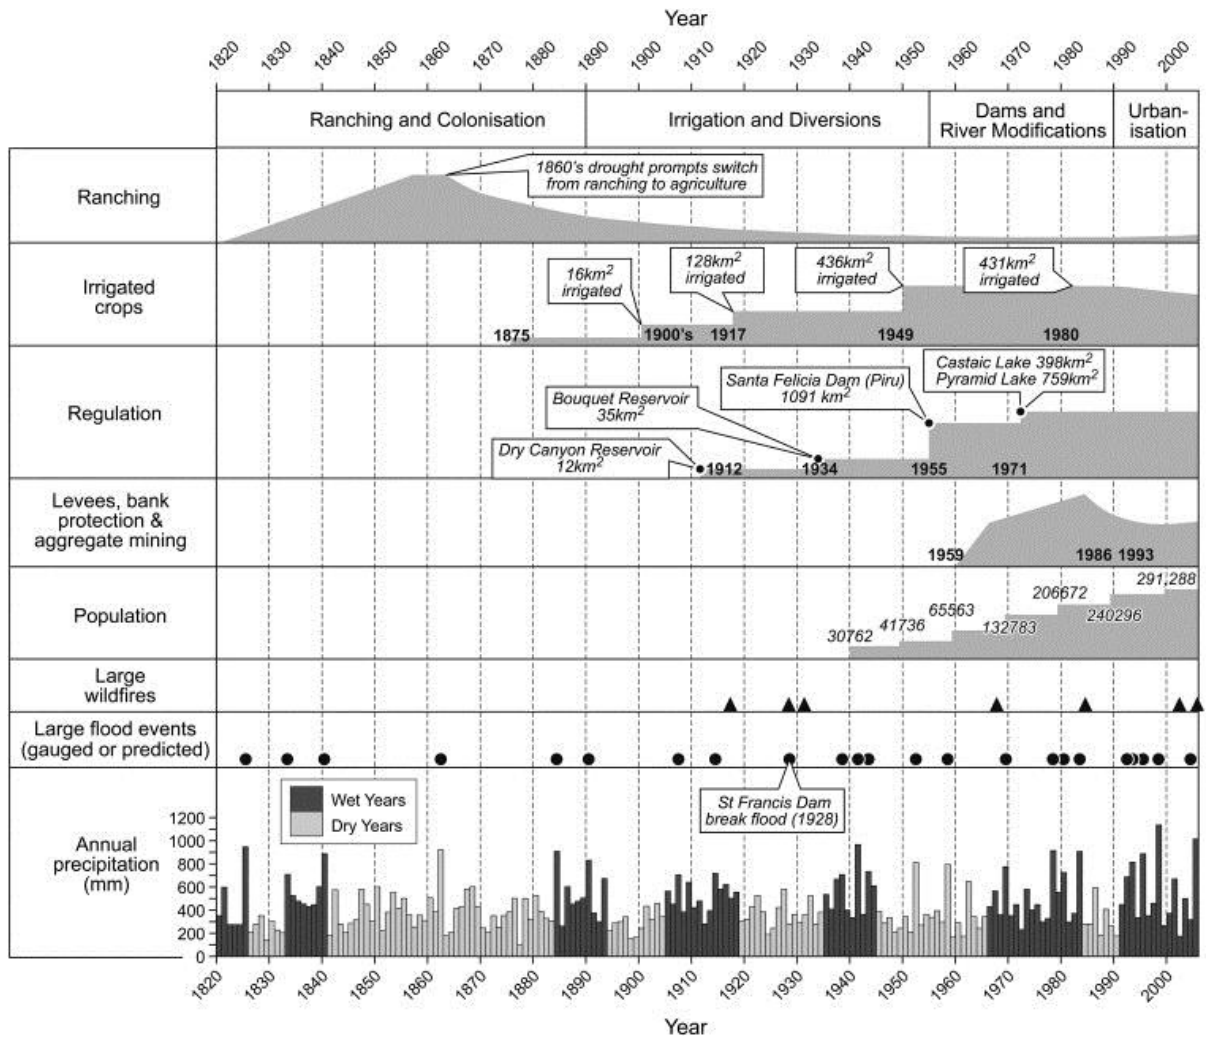 Year
1820 1830 1840 1850 1860 1870 1880 1890 1900 1910 1920 1930 1940 1950 1960 1970 1980 1990 2000
Ranching and Colonisation
Irrigation and Diversions
Dams and
River Modifications
Urban-
isation
Ranching
1860's drought prompts switch
from ranching to agriculture
Irrigated
crops
16km²
irrigated
128km²
irrigated
436km²
irrigated
431km²
irrigated
1875 1900's 1917 1949 1980
Regulation
Dry Canyon Reservoir
12km²
Bouquet Reservoir
35km²
Santa Felicia Dam (Piru)
1091 km²
Castaic Lake 398km²
Pyramid Lake 759km²
1912 1934 1955 1971
Levees, bank
protection &
aggregate mining
1959 1986 1993
Population
30762 41736 65563 132783 206672 240296 291,288
Large
wildfires
Large flood events
(gauged or predicted)
St Francis Dam
break flood (1928)
Annual
precipitation
(mm)
Wet Years
Dry Years
1200
1000
800
600
400
200
0
1820 1830 1840 1850 1860 1870 1880 1890 1900 1910 1920 1930 1940 1950 1960 1970 1980 1990 2000
Year